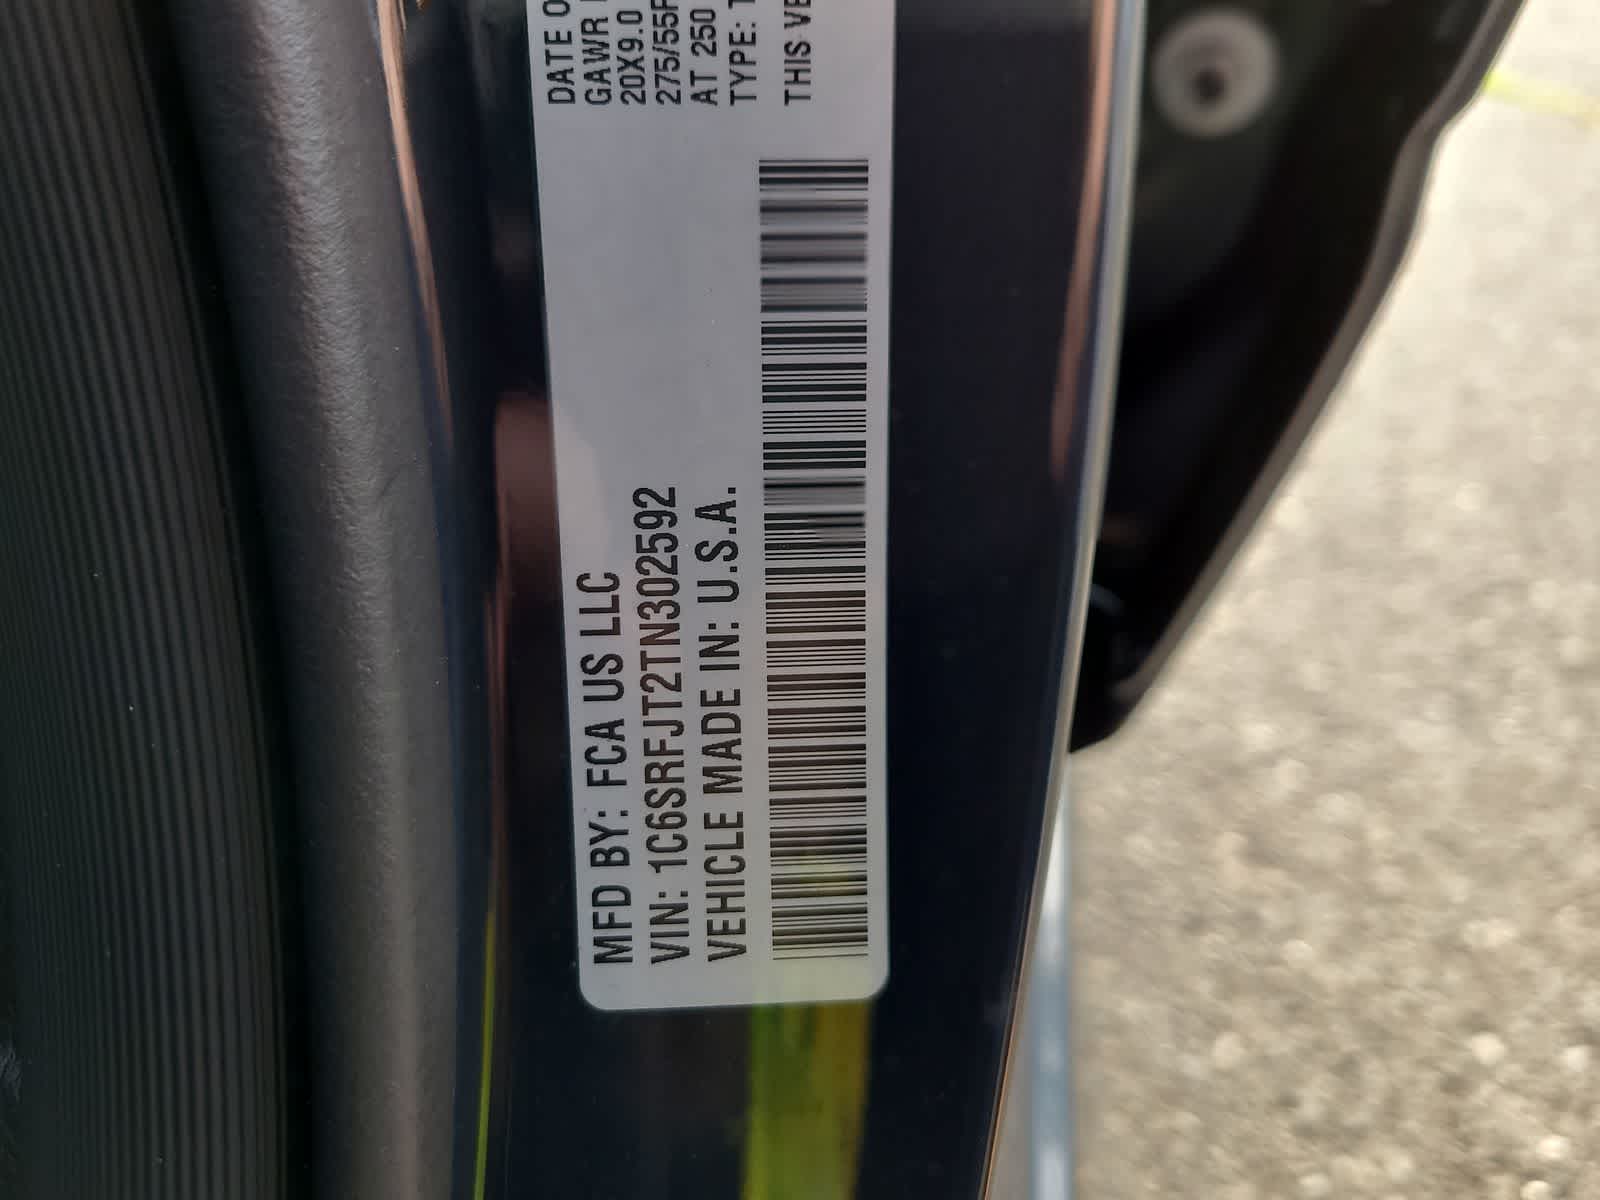 MFD BY: FCA US LLC
VIN: 1C6SRFJT2TN302592
VEHICLE MADE IN: U.S.A.
DATE O
GAWR
20X9.0
275/55R
AT 250
TYPE: T
THIS VE